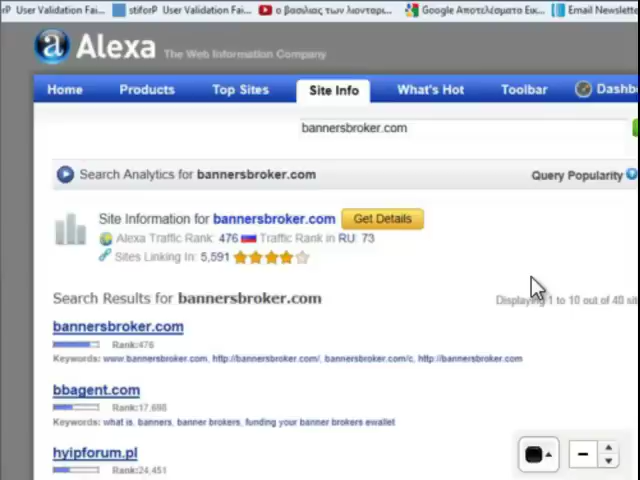 rP User Validation Fai... stiforP User Validation Fai... ο βασιλιας των λιονταρι... Google Αποτελέσματα Εικ... Email Newslette
a Alexa The Web Information Company
Home Products Top Sites Site Info What's Hot Toolbar Dashb
bannersbroker.com
Search Analytics for bannersbroker.com Query Popularity ?
Site Information for bannersbroker.com Get Details
Alexa Traffic Rank: 476 Traffic Rank in RU: 73
Sites Linking In: 5,591
Search Results for bannersbroker.com Displaying 1 to 10 out of 40 sit
bannersbroker.com
Rank:476
Keywords: www.bannersbroker.com, http://bannersbroker.com/, bannersbroker.com/c, http://bannersbroker.com
bbagent.com
Rank:17,698
Keywords: what is, banners, banner brokers, funding your banner brokers ewallet
hyipforum.pl
Rank:24,451